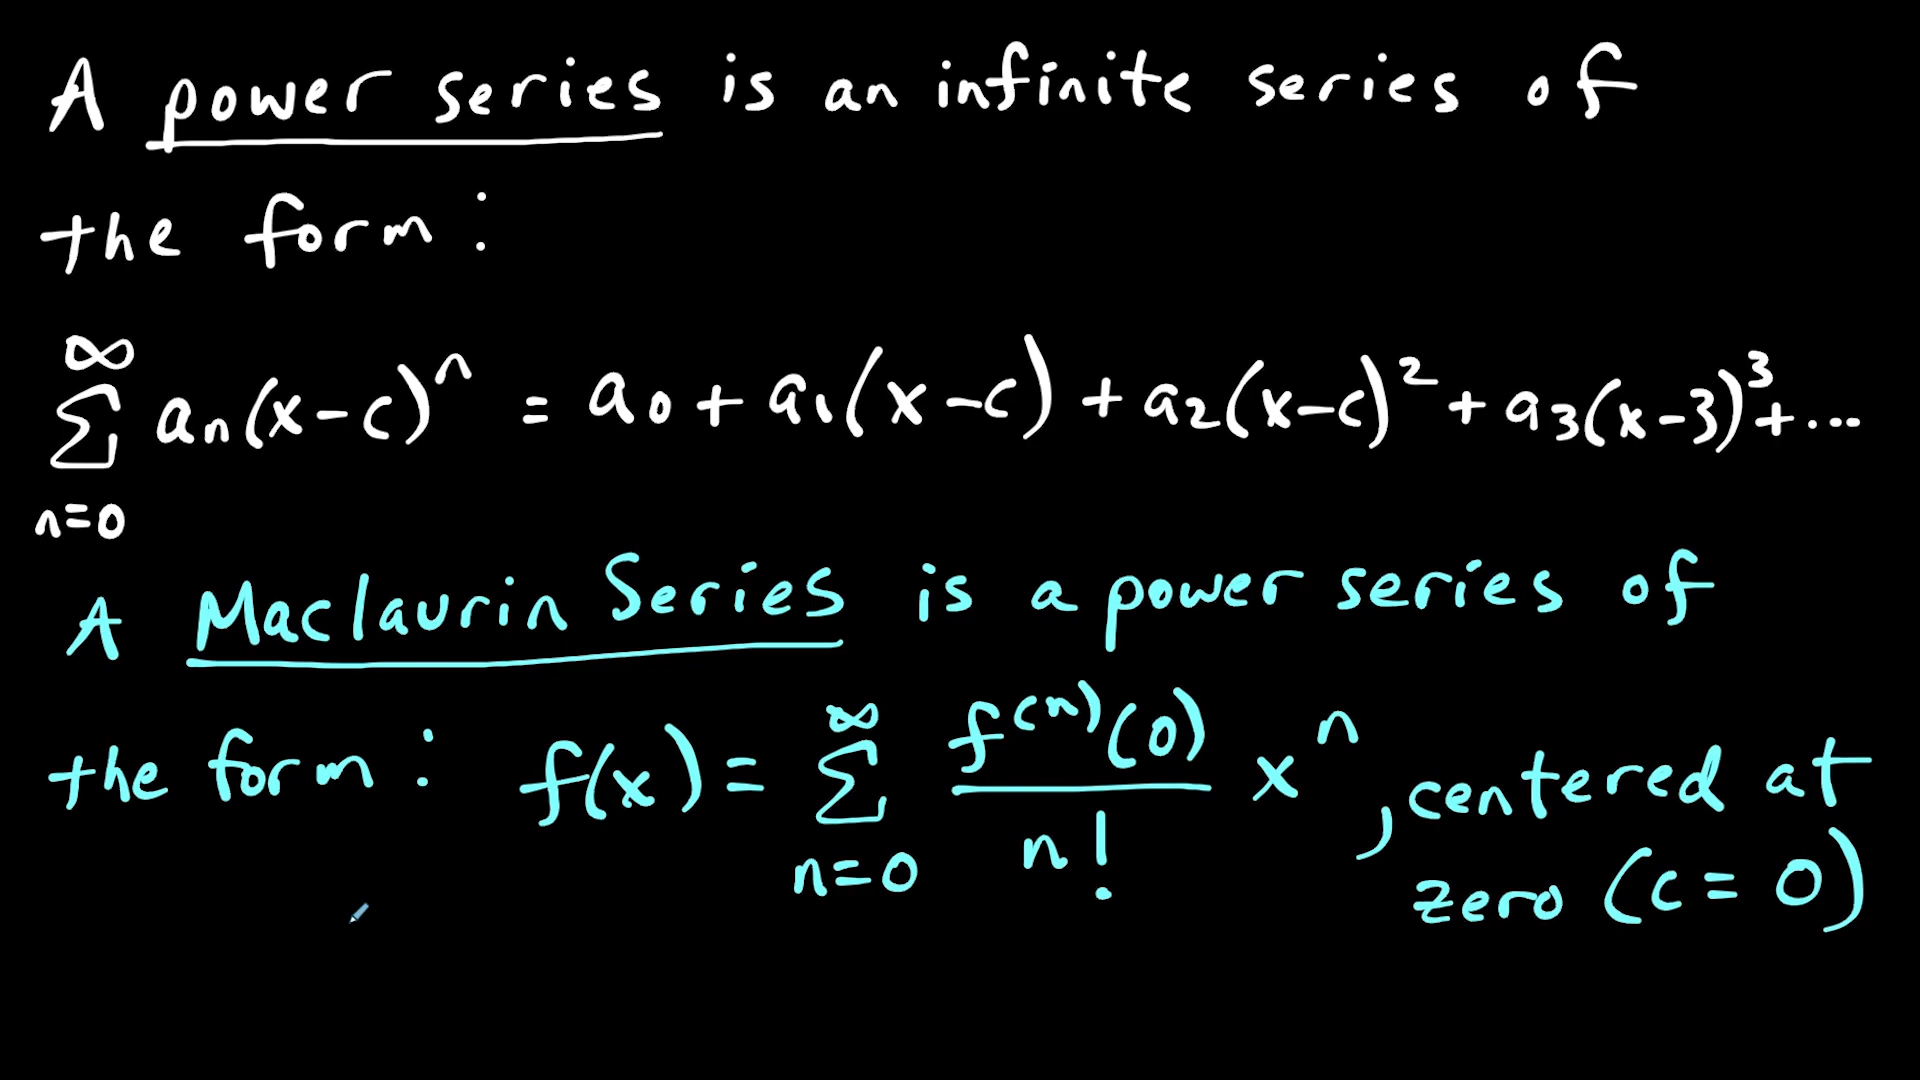 A power series is an infinite series of
the form:
∞
∑ aₙ(x-c)ⁿ = a₀ + a₁(x-c) + a₂(x-c)² + a₃(x-3)³ + ...
n=0
A Maclaurin Series is a power series of
the form: f(x) = ∑_{n=0}^{∞} f⁽ⁿ⁾(0)/n! xⁿ, centered at
zero (c = 0)